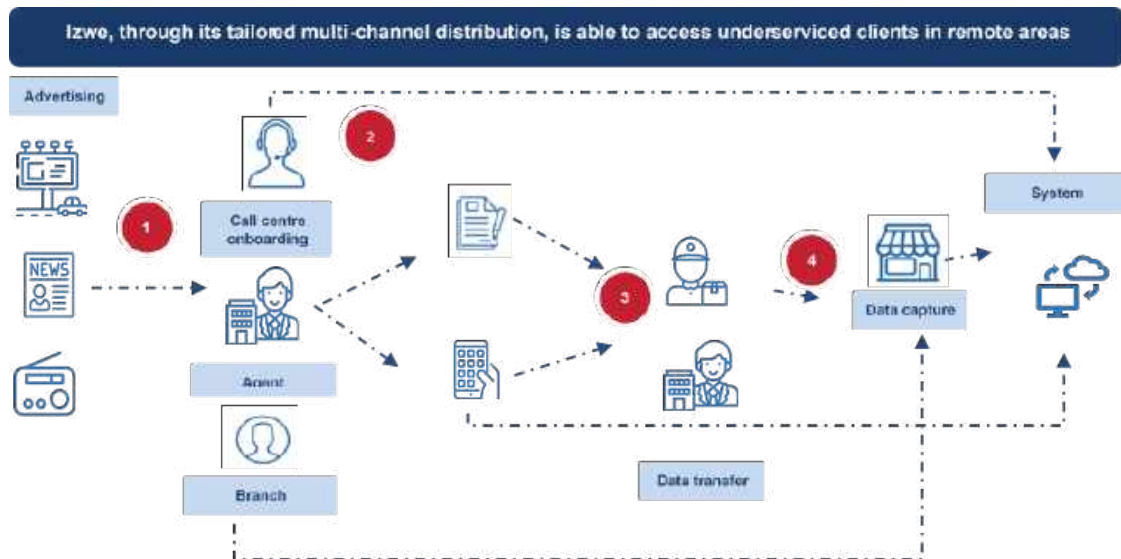 Izwe, through its tailored multi-channel distribution, is able to access underserviced clients in remote areas
Advertising
2
System
1
Call centre
onboarding
NEWS
3
4
Data capture
Agent
Data transfer
Branch